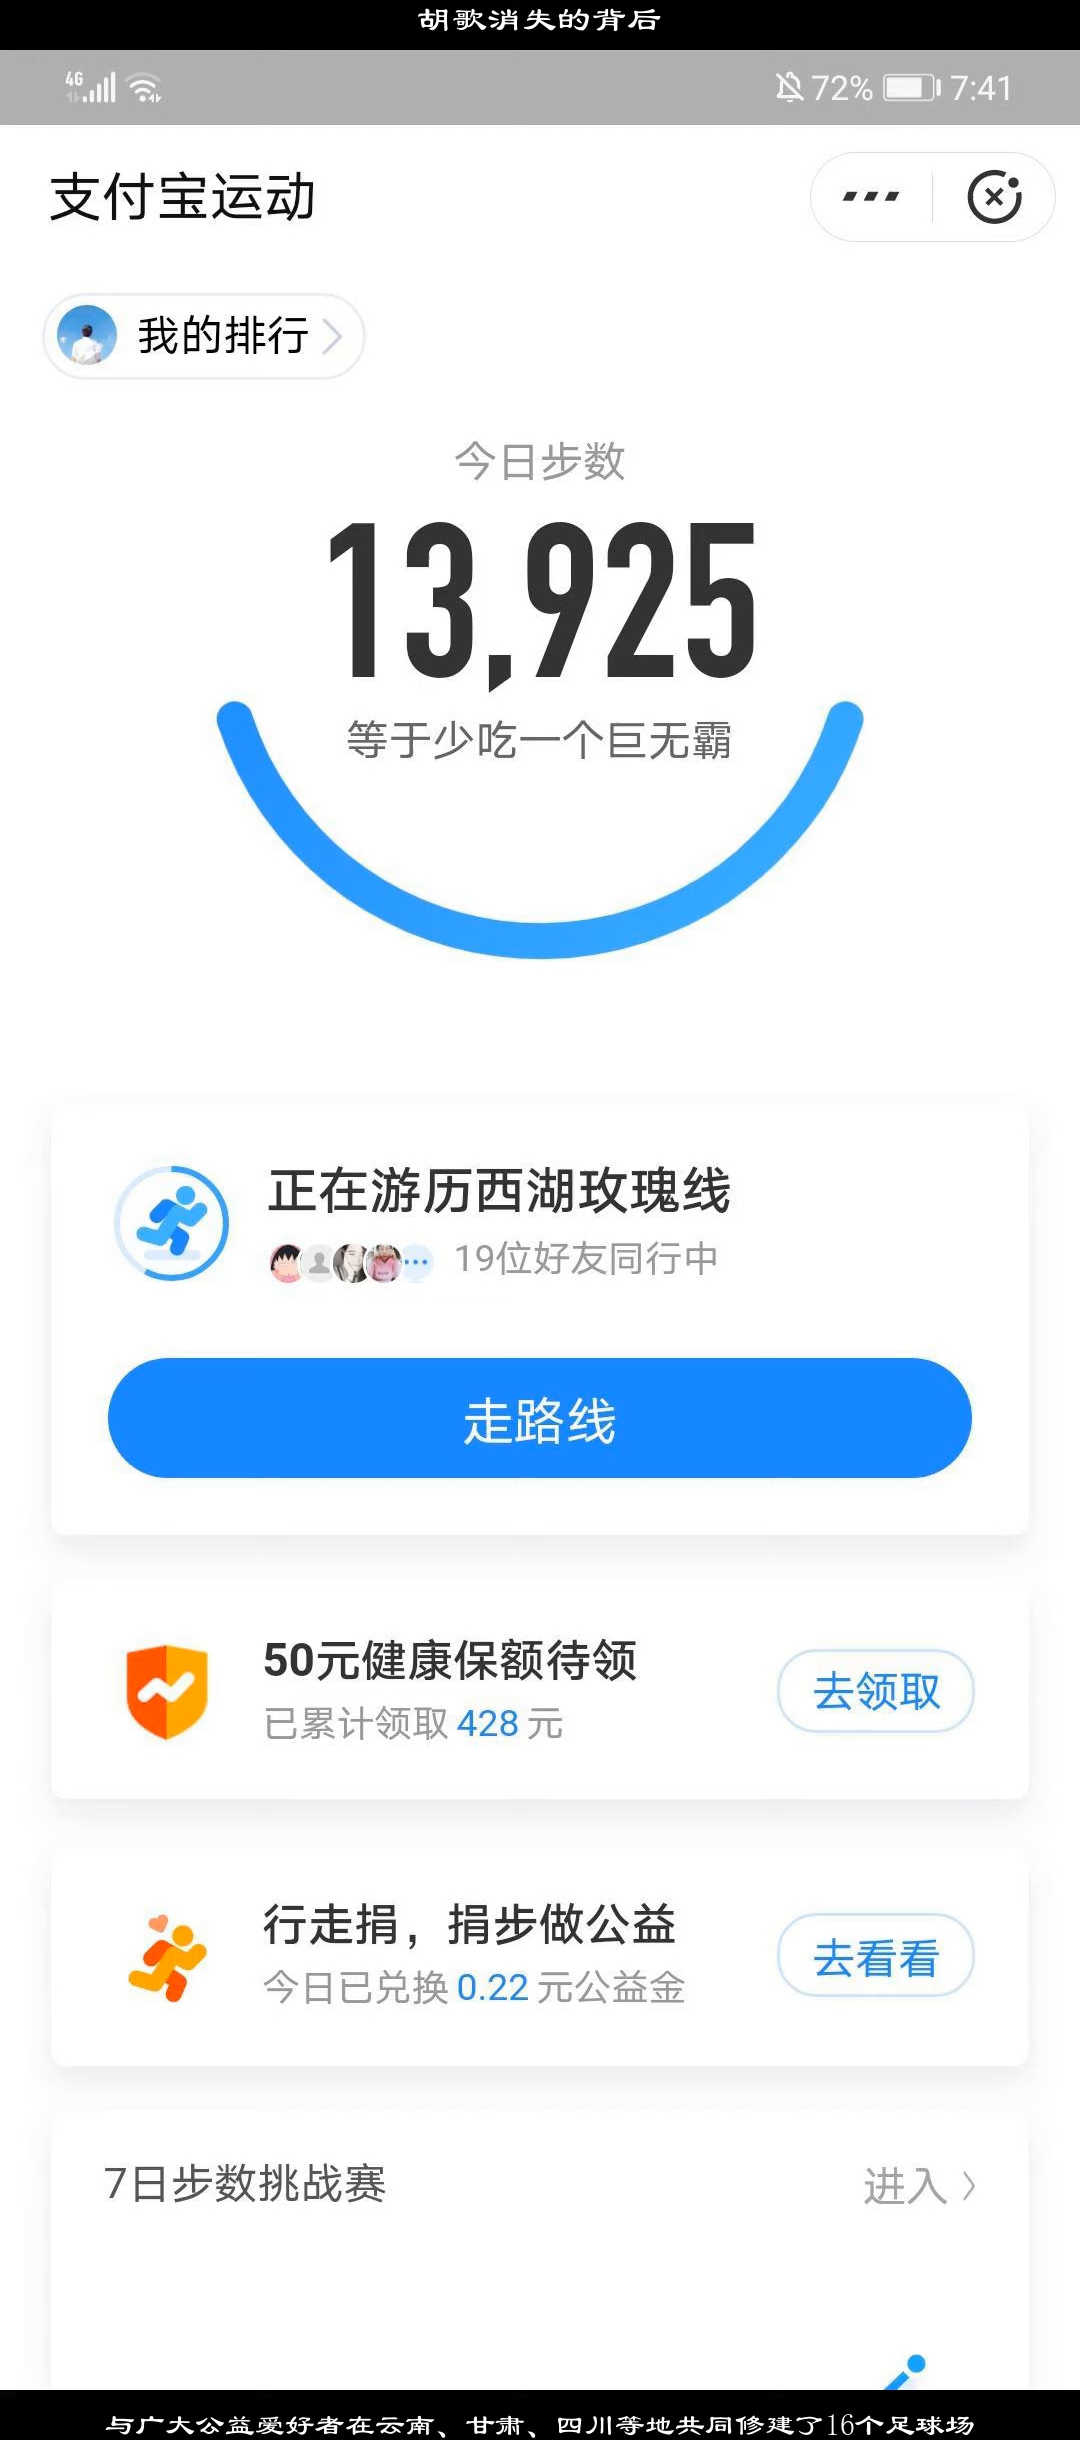 胡歌消失的背后
4G 72% 7:41
支付宝运动
我的排行
今日步数
13,925
等于少吃一个巨无霸
正在游历西湖玫瑰线
19位好友同行中
走路线
50元健康保额待领
已累计领取 428 元
去领取
行走捐，捐步做公益
今日已兑换 0.22 元公益金
去看看
7日步数挑战赛
进入
与广大公益爱好者在云南、甘肃、四川等地共同修建了16个足球场